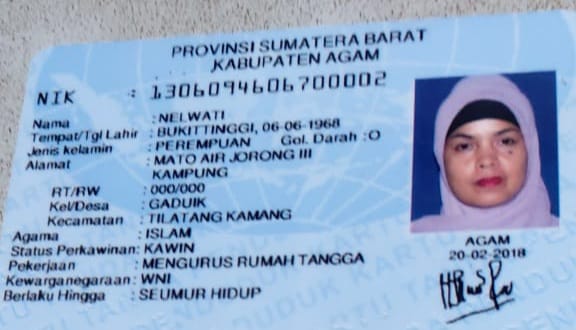 PROVINSI SUMATERA BARAT
KABUPATEN AGAM
NIK : 1306094606700002
Nama : NELWATI
Tempat/Tgl Lahir : BUKITTINGGI, 06-06-1968
Jenis kelamin : PEREMPUAN Gol. Darah :O
Alamat : MATO AIR JORONG III
KAMPUNG
RT/RW : 000/000
Kel/Desa : GADUIK
Kecamatan : TILATANG KAMANG
Agama : ISLAM
Status Perkawinan: KAWIN
Pekerjaan : MENGURUS RUMAH TANGGA
Kewarganegaraan: WNI
Berlaku Hingga : SEUMUR HIDUP
AGAM
20-02-2018